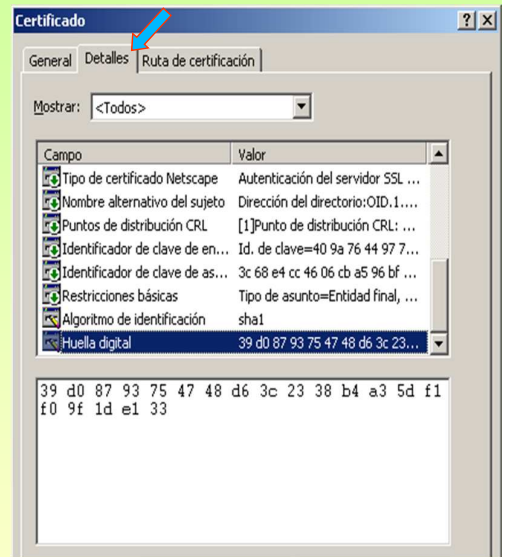 Certificado
General Detalles Ruta de certificación
Mostrar: <Todos>
Campo Valor
Tipo de certificado Netscape Autenticación del servidor SSL ...
Nombre alternativo del sujeto Dirección del directorio:OID.1....
Puntos de distribución CRL [1]Punto de distribución CRL: ...
Identificador de clave de en... Id. de clave=40 9a 76 44 97 7...
Identificador de clave de as... 3c 68 e4 cc 46 06 cb a5 96 bf ...
Restricciones básicas Tipo de asunto=Entidad final, ...
Algoritmo de identificación sha1
Huella digital 39 d0 87 93 75 47 48 d6 3c 23...
39 d0 87 93 75 47 48 d6 3c 23 38 b4 a3 5d f1
f0 9f 1d e1 33